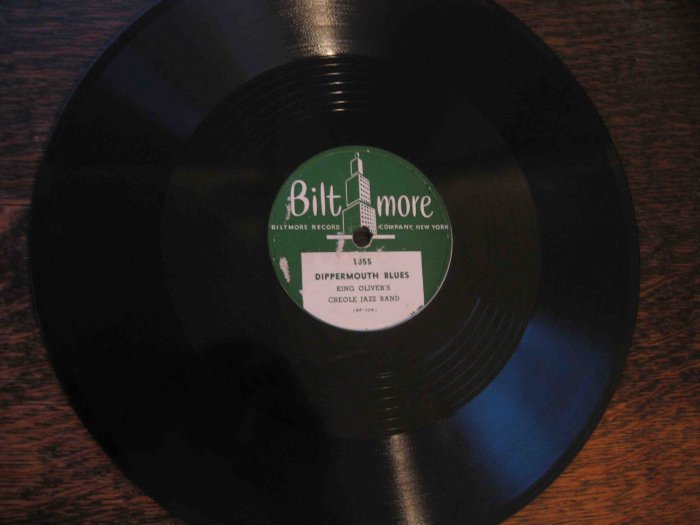 Bilt more
BILTMORE RECORD COMPANY, NEW YORK
1055
DIPPERMOUTH BLUES
KING OLIVER'S
CREOLE JAZZ BAND